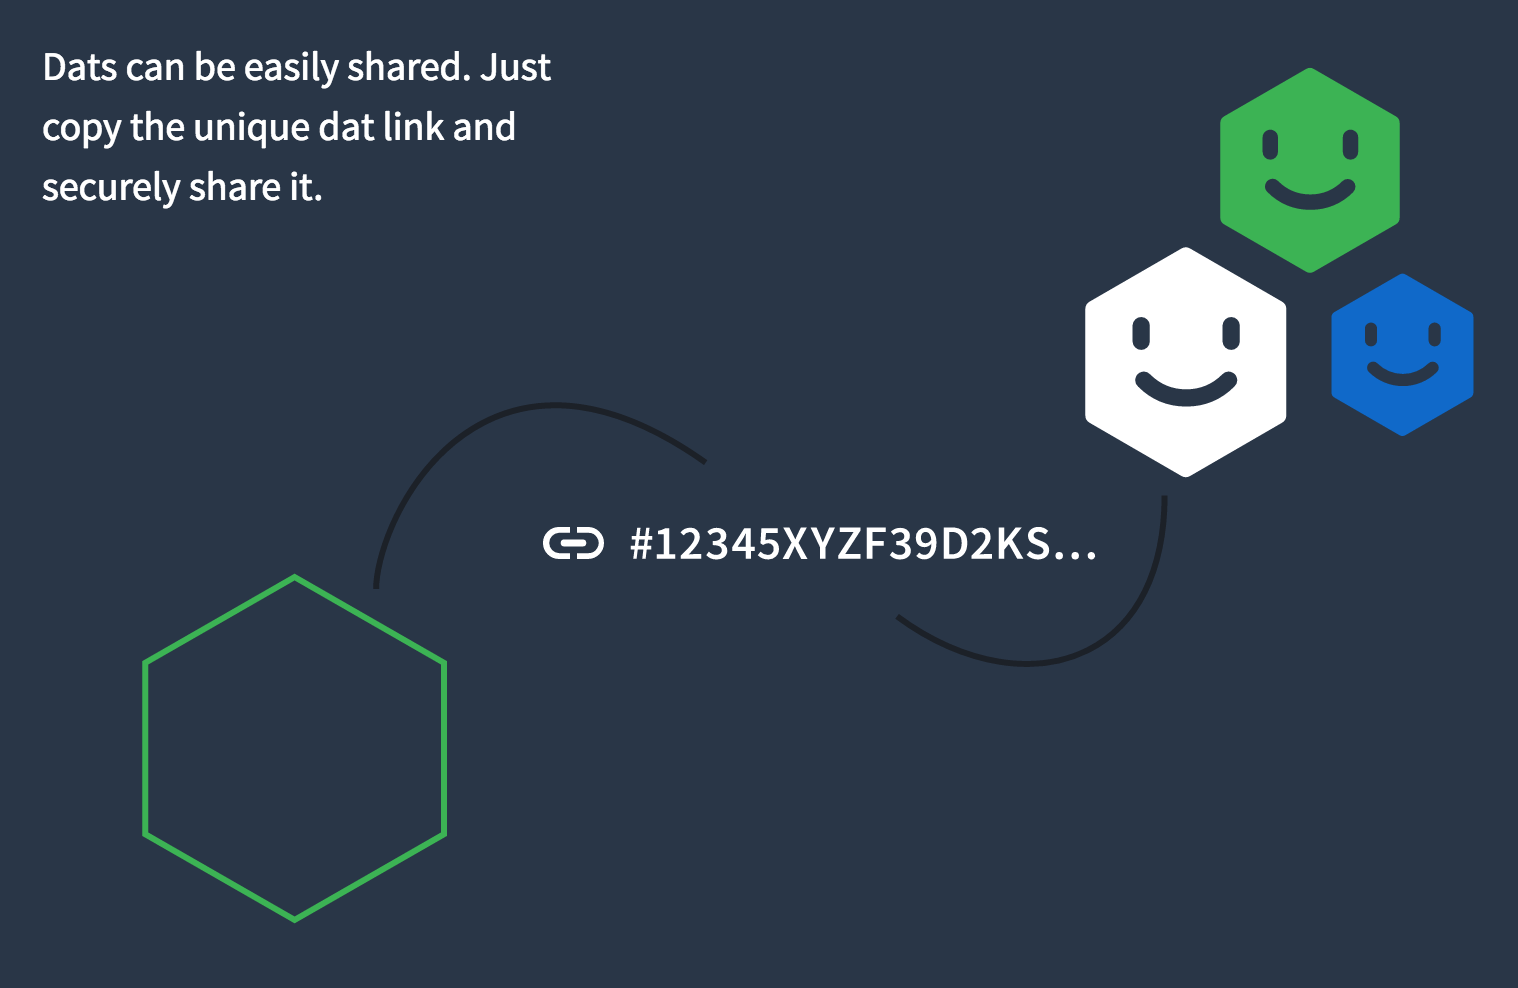 Dats can be easily shared. Just
copy the unique dat link and
securely share it.
#12345XYZF39D2KS...